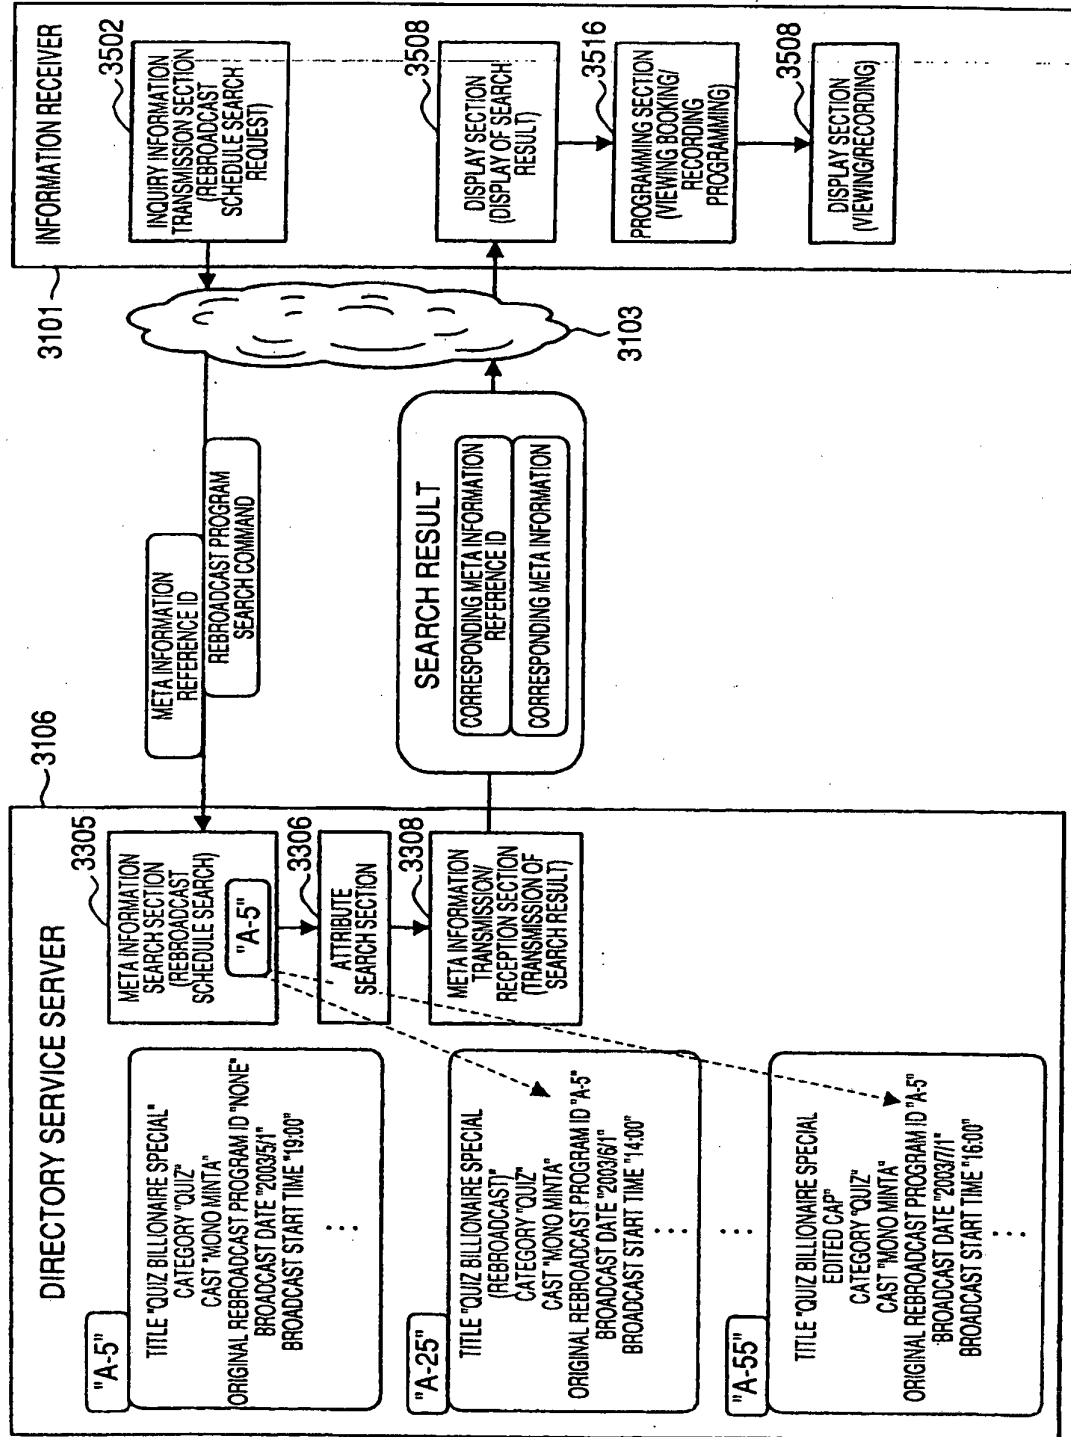 DIRECTORY SERVICE SERVER
3106
"A-5"
TITLE "QUIZ BILLIONAIRE SPECIAL"
CATEGORY "QUIZ"
CAST "MONO MINTA"
ORIGINAL REBROADCAST PROGRAM ID "NONE"
BROADCAST DATE "2003/5/1"
BROADCAST START TIME "19:00"
"A-25"
TITLE "QUIZ BILLIONAIRE SPECIAL
(REBROADCAST)
CATEGORY "QUIZ"
CAST "MONO MINTA"
ORIGINAL REBROADCAST PROGRAM ID "A-5"
BROADCAST DATE "2003/6/1"
BROADCAST START TIME "14:00"
"A-55"
TITLE "QUIZ BILLIONAIRE SPECIAL
EDITED CAP"
CATEGORY "QUIZ"
CAST "MONO MINTA"
ORIGINAL REBROADCAST PROGRAM ID "A-5"
BROADCAST DATE "2003/7/1"
BROADCAST START TIME "16:00"
3305
META INFORMATION
SEARCH SECTION
(REBROADCAST
SCHEDULE SEARCH)
"A-5"
3306
ATTRIBUTE
SEARCH SECTION
3308
META INFORMATION
TRANSMISSION/
RECEPTION SECTION
(TRANSMISSION OF
SEARCH RESULT)
META INFORMATION
REFERENCE ID
REBROADCAST PROGRAM
SEARCH COMMAND
SEARCH RESULT
CORRESPONDING META INFORMATION
REFERENCE ID
CORRESPONDING META INFORMATION
3103
3101
INFORMATION RECEIVER
3502
INQUIRY INFORMATION
TRANSMISSION SECTION
(REBROADCAST
SCHEDULE SEARCH
REQUEST)
3508
DISPLAY SECTION
(DISPLAY OF SEARCH
RESULT)
3516
PROGRAMMING SECTION
(VIEWING BOOKING/
RECORDING
PROGRAMMING)
3508
DISPLAY SECTION
(VIEWING/RECORDING)